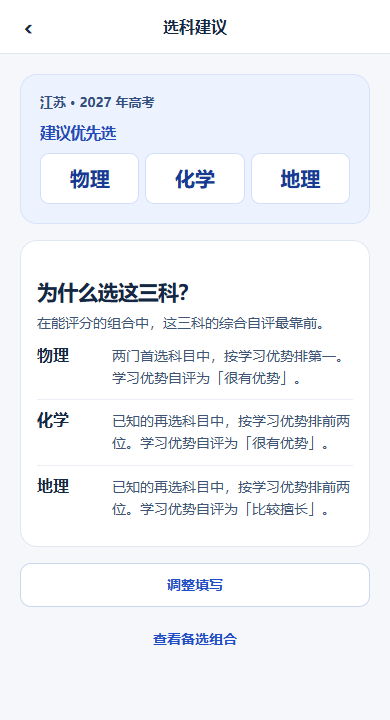 选科建议
江苏 • 2027 年高考
建议优先选
物理 化学 地理
为什么选这三科？
在能评分的组合中，这三科的综合自评最靠前。
物理 两门首选科目中，按学习优势排第一。
学习优势自评为「很有优势」。
化学 已知的再选科目中，按学习优势排前两
位。学习优势自评为「很有优势」。
地理 已知的再选科目中，按学习优势排前两
位。学习优势自评为「比较擅长」。
调整填写
查看备选组合